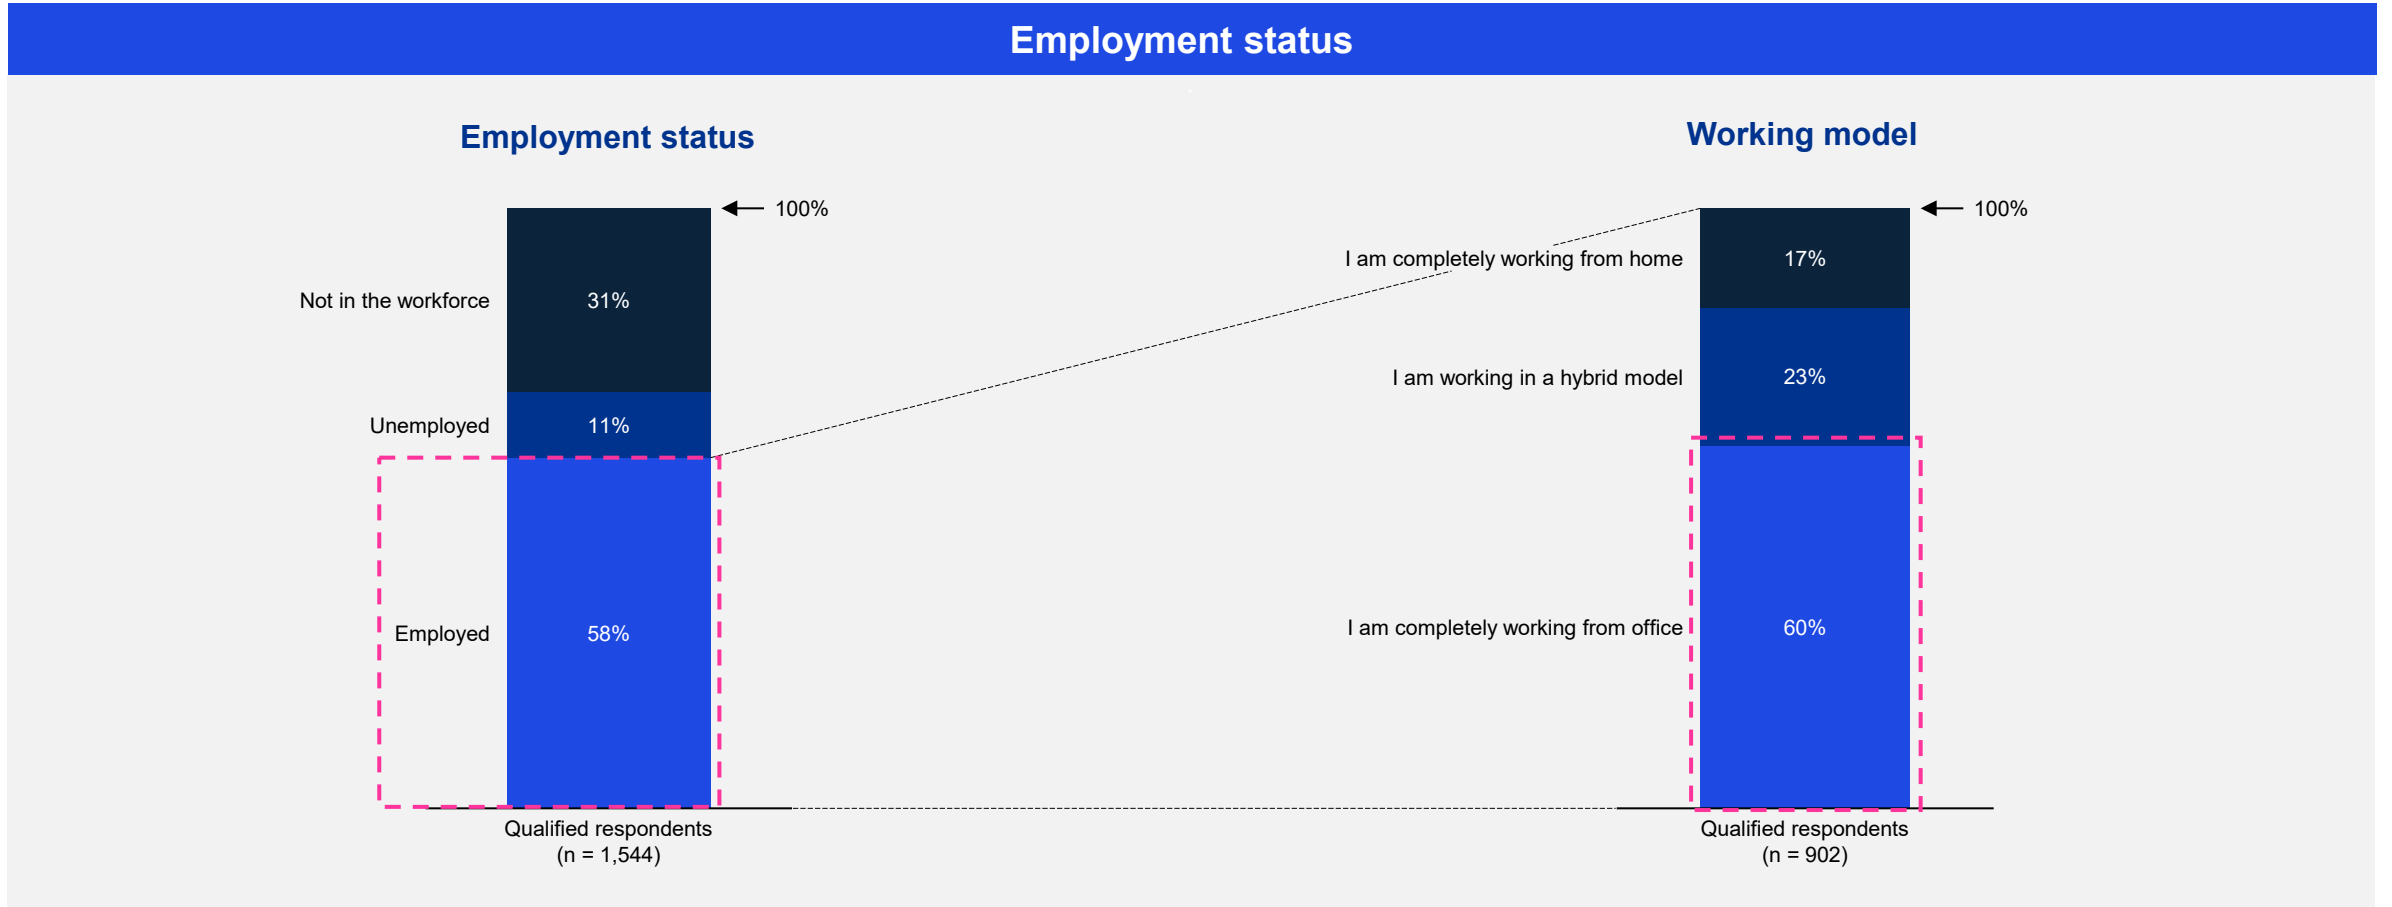 Employment status
Employment status
100%
Not in the workforce
31%
Unemployed
11%
Employed
58%
Qualified respondents
(n = 1,544)
Working model
100%
I am completely working from home
17%
I am working in a hybrid model
23%
I am completely working from office
60%
Qualified respondents
(n = 902)